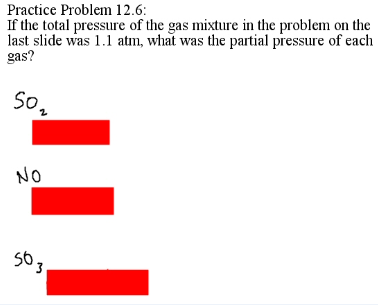 Practice Problem 12.6:
If the total pressure of the gas mixture in the problem on the
last slide was 1.1 atm, what was the partial pressure of each
gas?
SO₂
NO
SO₃